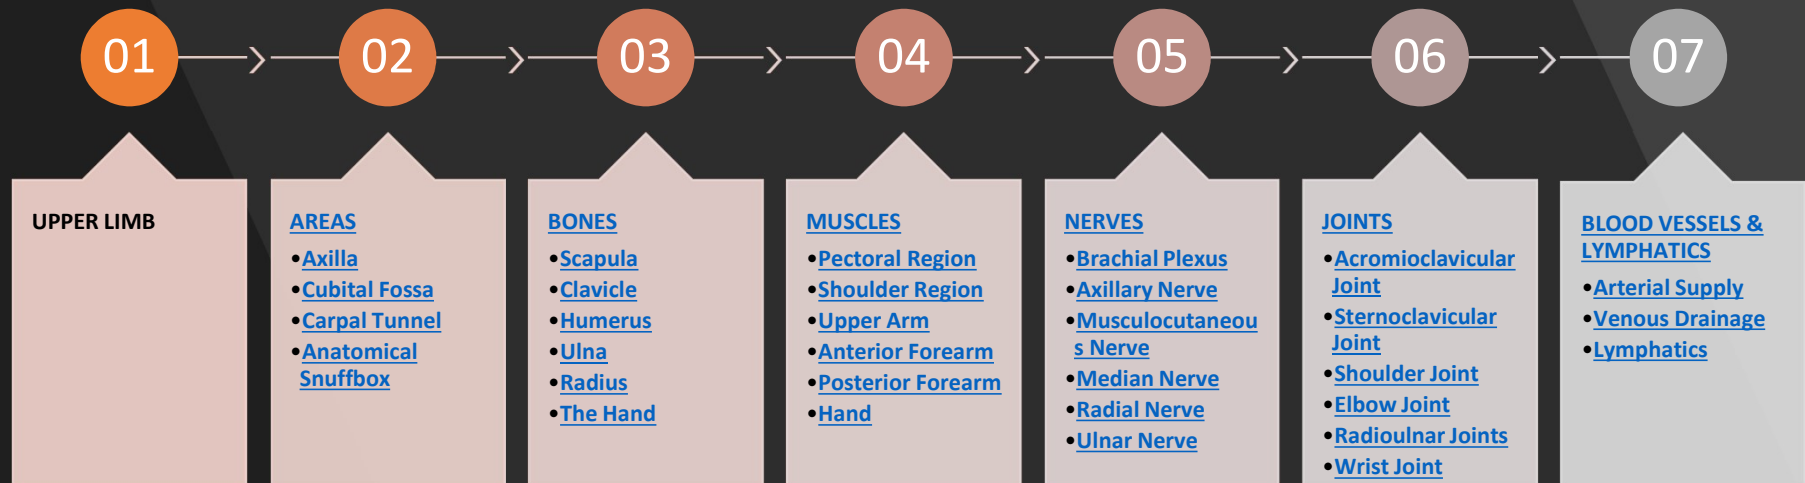 01
02
03
04
05
06
07
UPPER LIMB
AREAS
•Axilla
•Cubital Fossa
•Carpal Tunnel
•Anatomical
Snuffbox
BONES
•Scapula
•Clavicle
•Humerus
•Ulna
•Radius
•The Hand
MUSCLES
•Pectoral Region
•Shoulder Region
•Upper Arm
•Anterior Forearm
•Posterior Forearm
•Hand
NERVES
•Brachial Plexus
•Axillary Nerve
•Musculocutaneou
s Nerve
•Median Nerve
•Radial Nerve
•Ulnar Nerve
JOINTS
•Acromioclavicular
Joint
•Sternoclavicular
Joint
•Shoulder Joint
•Elbow Joint
•Radioulnar Joints
•Wrist Joint
BLOOD VESSELS &
LYMPHATICS
•Arterial Supply
•Venous Drainage
•Lymphatics